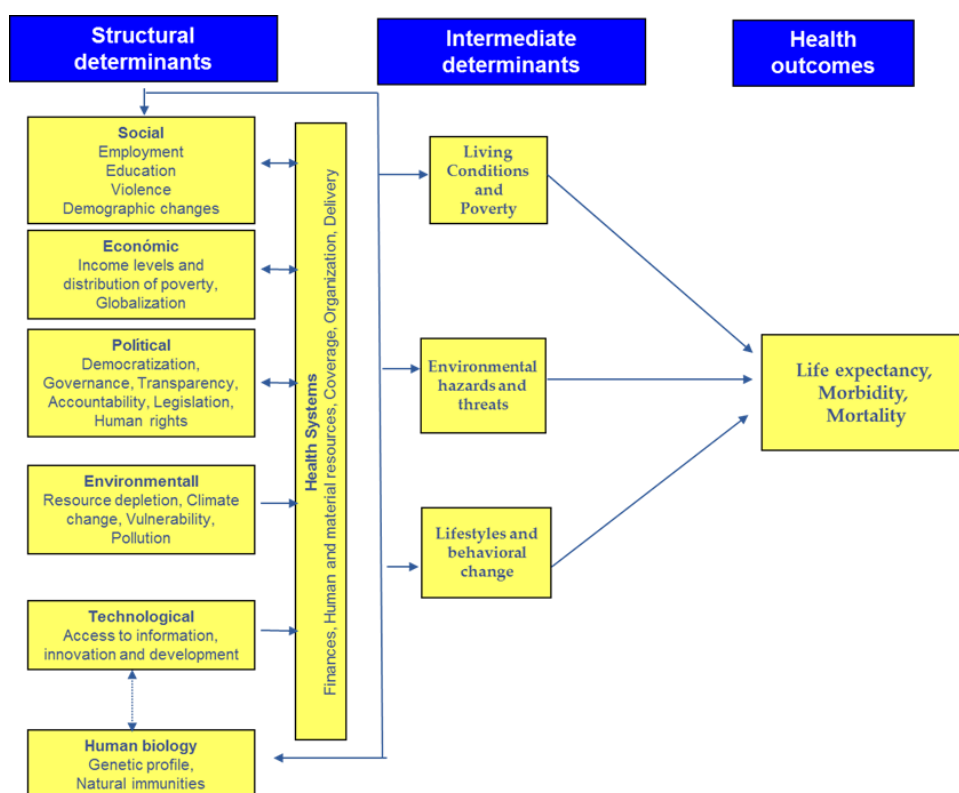 Structural
determinants
Intermediate
determinants
Health
outcomes
Social
Employment
Education
Violence
Demographic changes
Económic
Income levels and
distribution of poverty,
Globalization
Polítical
Democratization,
Governance, Transparency,
Accountability, Legislation,
Human rights
Environmentall
Resource depletion, Climate
change, Vulnerability,
Pollution
Technological
Access to information,
innovation and development
Human biology
Genetic profile,
Natural immunities
Health Systems
Finances, Human and material resources, Coverage, Organization, Delivery
Living
Conditions
and
Poverty
Environmental
hazards and
threats
Lifestyles and
behavioral
change
Life expectancy,
Morbidity,
Mortality